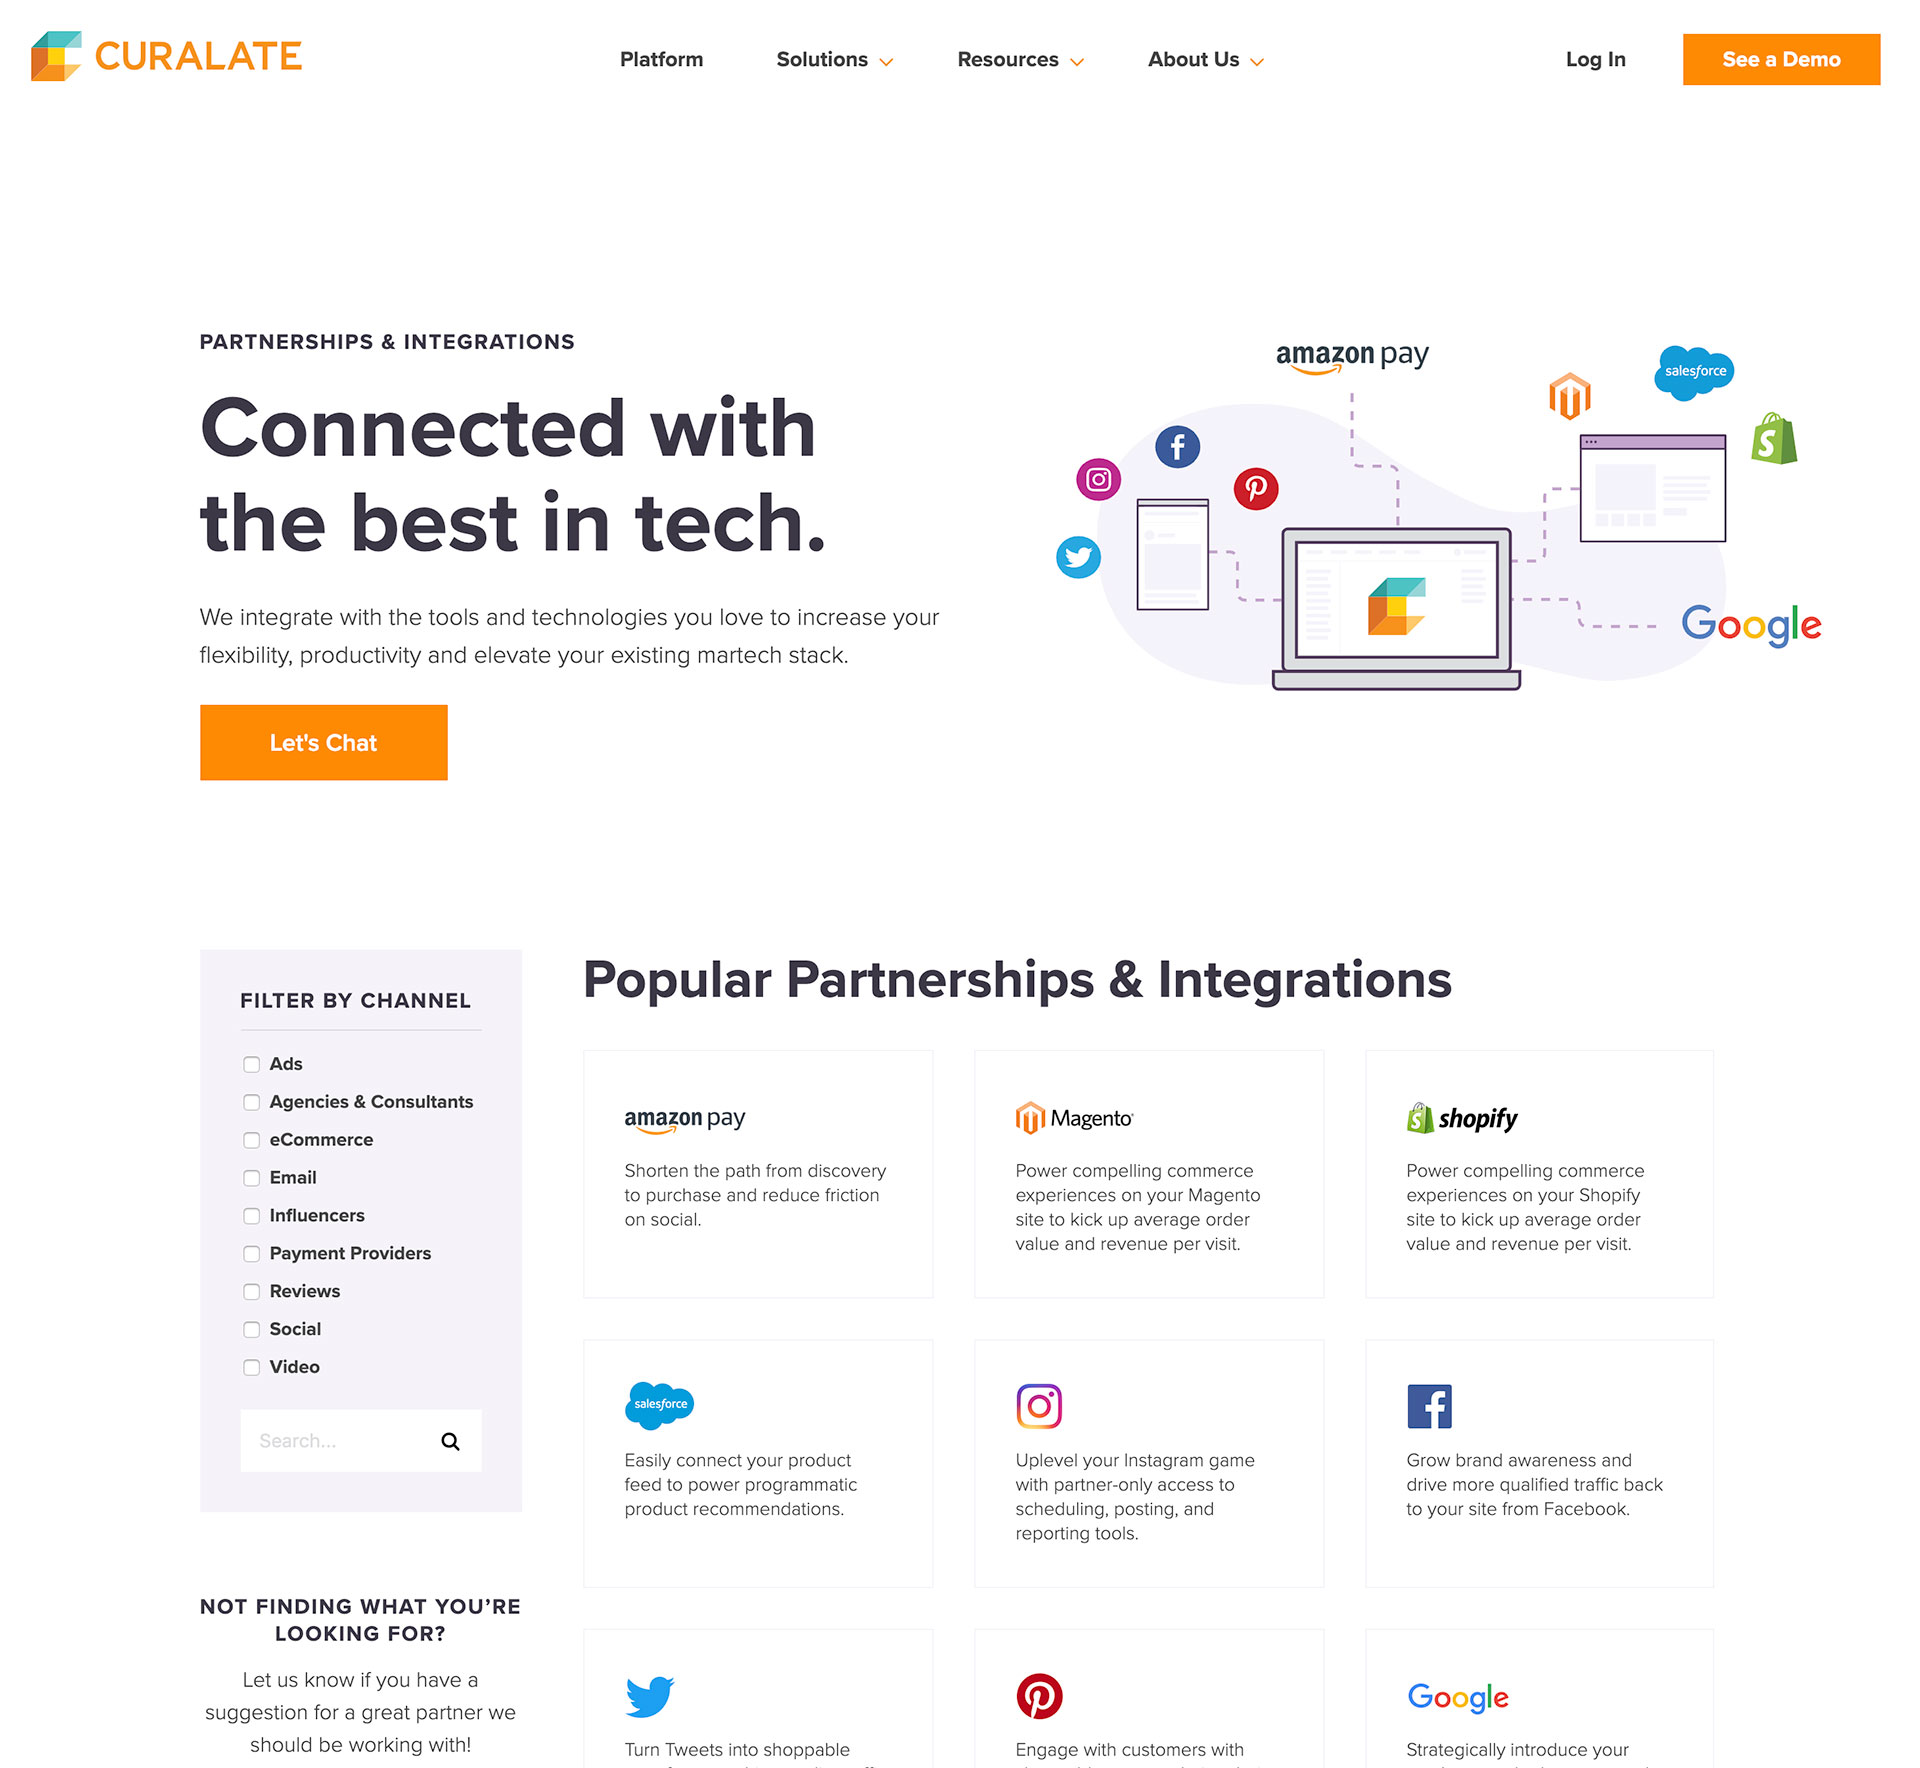 CURALATE
Platform
Solutions
Resources
About Us
Log In
See a Demo
PARTNERSHIPS & INTEGRATIONS
Connected with
the best in tech.
We integrate with the tools and technologies you love to increase your
flexibility, productivity and elevate your existing martech stack.
Let's Chat
amazon pay
salesforce
Google
FILTER BY CHANNEL
Ads
Agencies & Consultants
eCommerce
Email
Influencers
Payment Providers
Reviews
Social
Video
Search...
NOT FINDING WHAT YOU’RE
LOOKING FOR?
Let us know if you have a
suggestion for a great partner we
should be working with!
Popular Partnerships & Integrations
amazon pay
Shorten the path from discovery
to purchase and reduce friction
on social.
Magento
Power compelling commerce
experiences on your Magento
site to kick up average order
value and revenue per visit.
shopify
Power compelling commerce
experiences on your Shopify
site to kick up average order
value and revenue per visit.
salesforce
Easily connect your product
feed to power programmatic
product recommendations.
Uplevel your Instagram game
with partner-only access to
scheduling, posting, and
reporting tools.
Grow brand awareness and
drive more qualified traffic back
to your site from Facebook.
Turn Tweets into shoppable
Engage with customers with
Google
Strategically introduce your